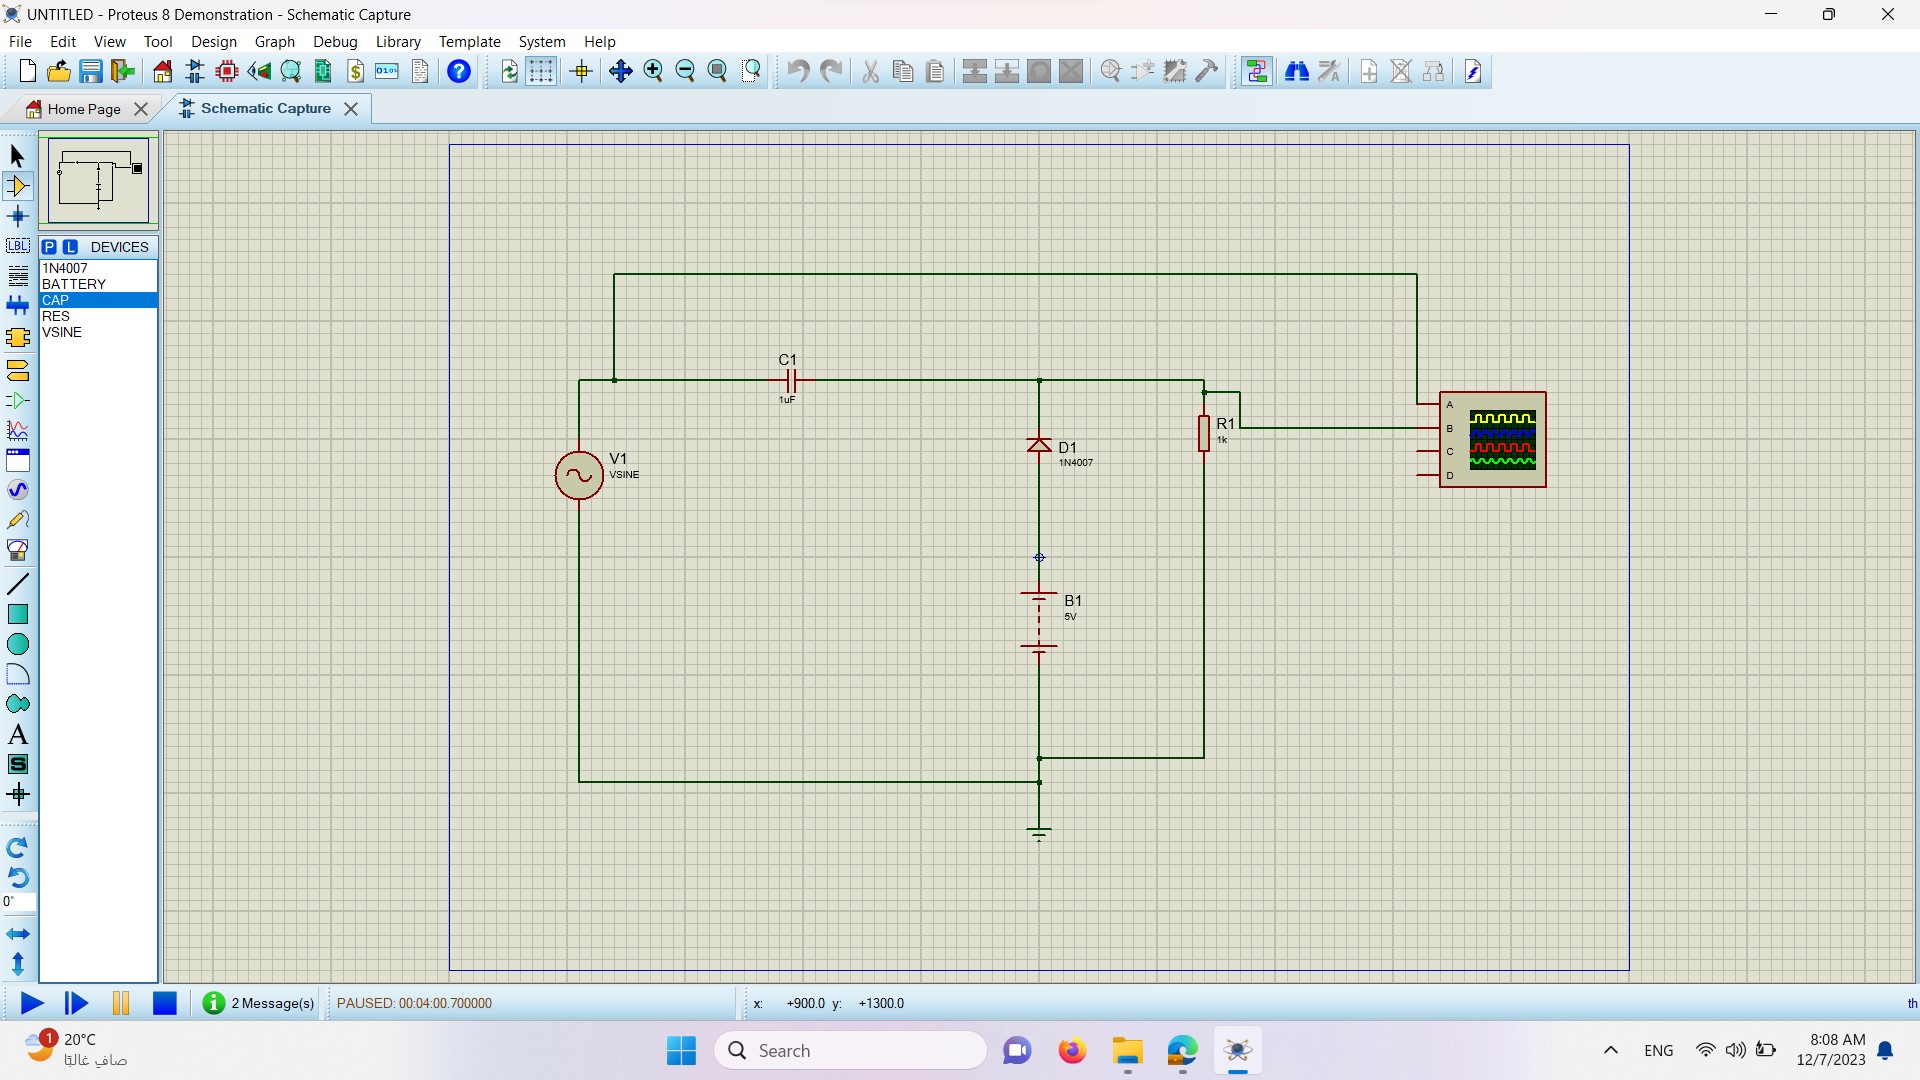 UNTITLED - Proteus 8 Demonstration - Schematic Capture
File Edit View Tool Design Graph Debug Library Template System Help
Home Page
Schematic Capture
LBL
P L DEVICES
1N4007
BATTERY
CAP
RES
VSINE
A
S
0°
C1
1uF
V1
VSINE
D1
1N4007
R1
1k
B1
5V
A
B
C
D
2 Message(s)
PAUSED: 00:04:00.700000
x: +900.0 y: +1300.0
th
1
20°C
صافٍ غالبًا
Search
ENG
8:08 AM
12/7/2023